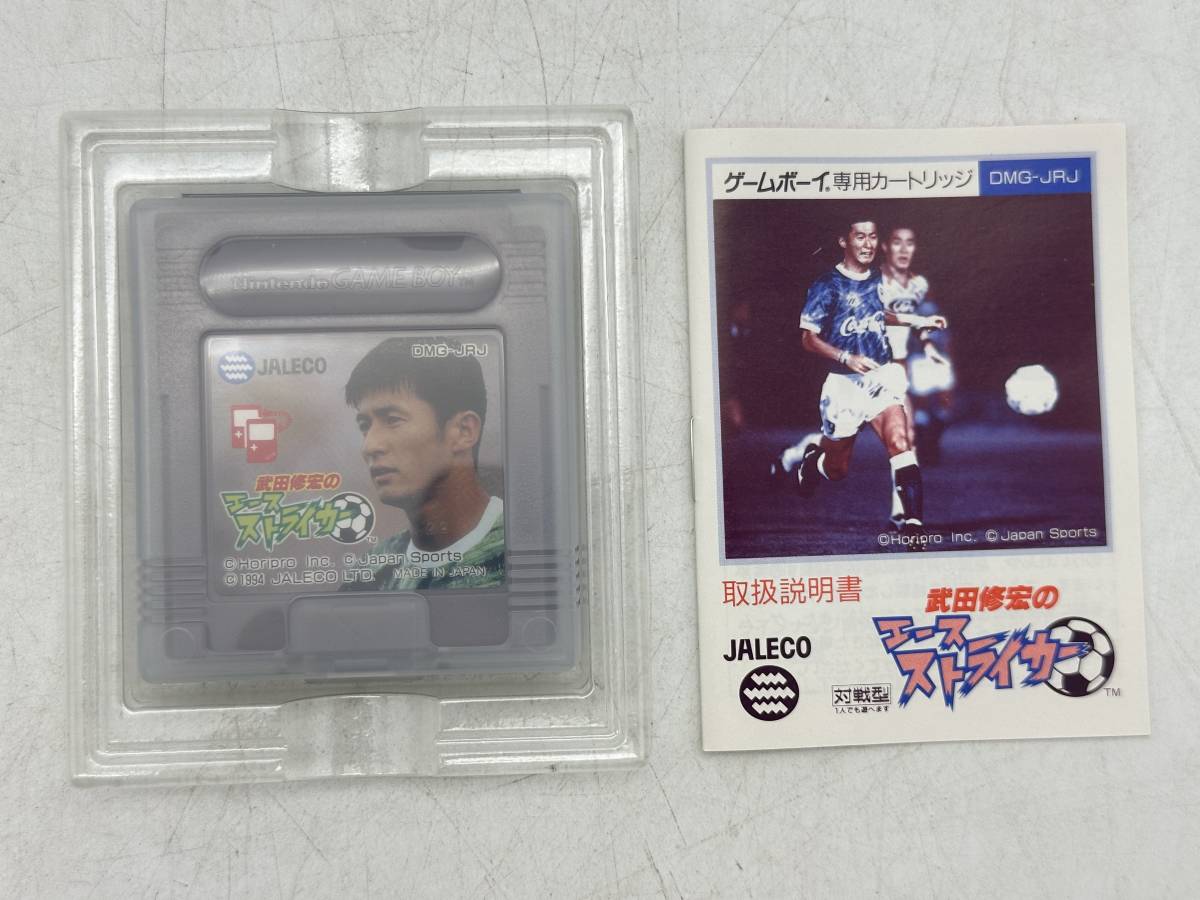 Nintendo GAME BOY™
JALECO
DMG-JRJ
武田修宏の
エース
ストライカー
TM
©Horipro Inc. ©Japan Sports
© 1994 JALECO LTD. MADE IN JAPAN
ゲームボーイ®専用カートリッジ DMG-JRJ
Coca-Cola
©Horipro Inc. ©Japan Sports
取扱説明書
武田修宏の
エース
ストライカー
TM
JALECO
対戦型
1人でも遊べます